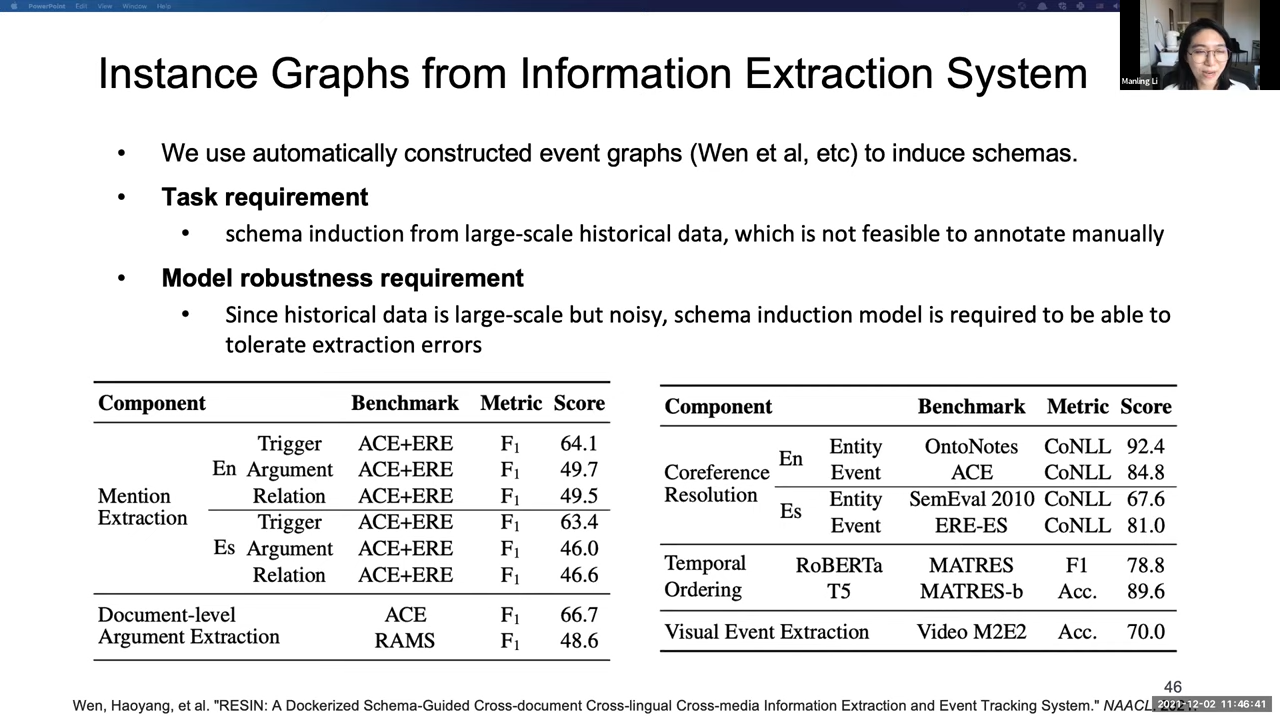 PowerPoint Edit View Window Help
Manling Li
Instance Graphs from Information Extraction System
• We use automatically constructed event graphs (Wen et al, etc) to induce schemas.
• Task requirement
• schema induction from large-scale historical data, which is not feasible to annotate manually
• Model robustness requirement
• Since historical data is large-scale but noisy, schema induction model is required to be able to
tolerate extraction errors
Component Benchmark Metric Score
Mention Extraction
En Trigger ACE+ERE F₁ 64.1
Argument ACE+ERE F₁ 49.7
Relation ACE+ERE F₁ 49.5
Es Trigger ACE+ERE F₁ 63.4
Argument ACE+ERE F₁ 46.0
Relation ACE+ERE F₁ 46.6
Document-level ACE F₁ 66.7
Argument Extraction RAMS F₁ 48.6
Component Benchmark Metric Score
Coreference Resolution
En Entity OntoNotes CoNLL 92.4
Event ACE CoNLL 84.8
Es Entity SemEval 2010 CoNLL 67.6
Event ERE-ES CoNLL 81.0
Temporal RoBERTa MATRES F1 78.8
Ordering T5 MATRES-b Acc. 89.6
Visual Event Extraction Video M2E2 Acc. 70.0
46
Wen, Haoyang, et al. "RESIN: A Dockerized Schema-Guided Cross-document Cross-lingual Cross-media Information Extraction and Event Tracking System." NAACL
2021-12-02 11:46:41